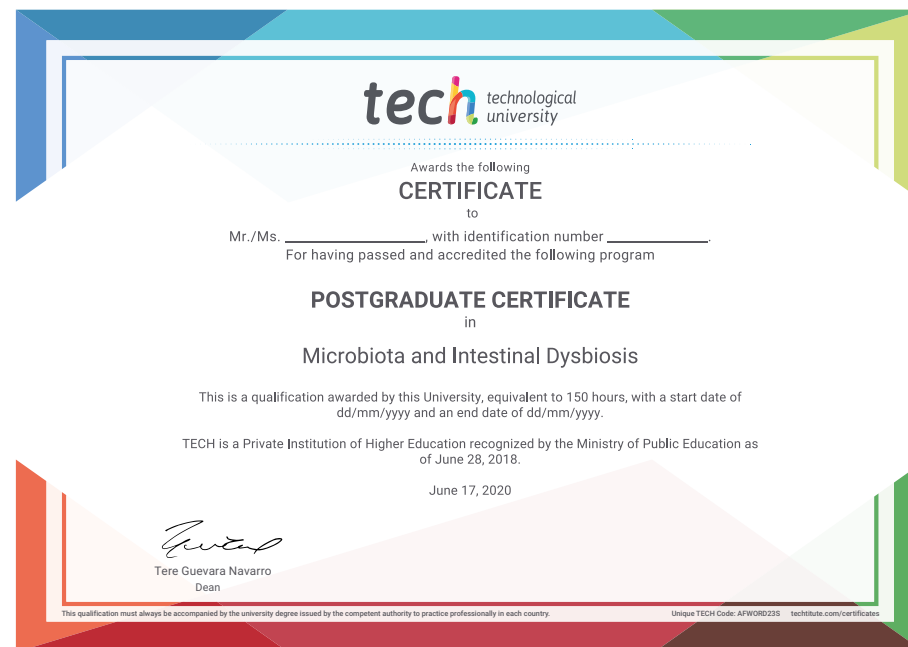 tech technological
university
Awards the following
CERTIFICATE
to
Mr./Ms. ____________________, with identification number __________________.
For having passed and accredited the following program
POSTGRADUATE CERTIFICATE
in
Microbiota and Intestinal Dysbiosis
This is a qualification awarded by this University, equivalent to 150 hours, with a start date of
dd/mm/yyyy and an end date of dd/mm/yyyy.
TECH is a Private Institution of Higher Education recognized by the Ministry of Public Education as
of June 28, 2018.
June 17, 2020
Tere Guevara Navarro
Dean
This qualification must always be accompanied by the university degree issued by the competent authority to practice professionally in each country. Unique TECH Code: AFWORD23S techtitute.com/certificates